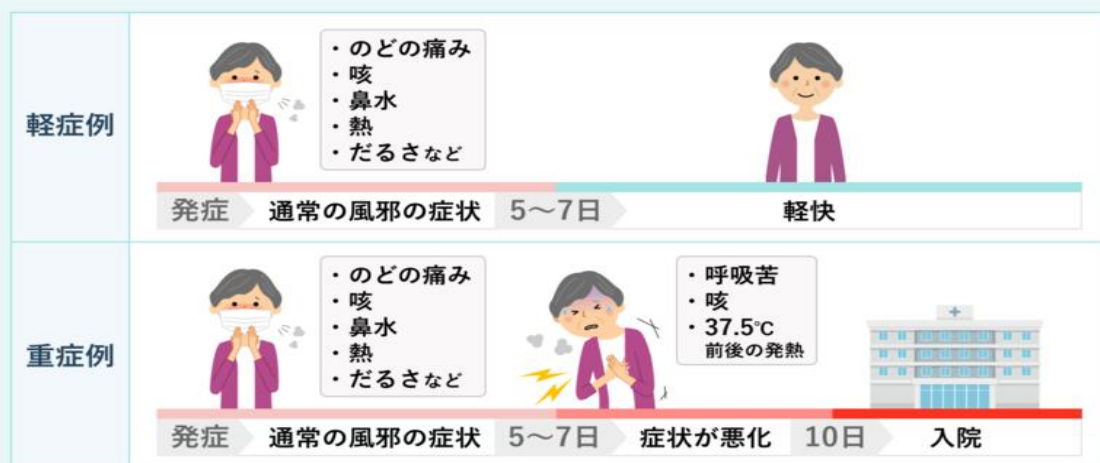 軽症例
・のどの痛み
・咳
・鼻水
・熱
・だるさなど
発症 通常の風邪の症状 5〜7日 軽快
重症例
・のどの痛み
・咳
・鼻水
・熱
・だるさなど
・呼吸苦
・咳
・37.5℃
前後の発熱
発症 通常の風邪の症状 5〜7日 症状が悪化 10日 入院